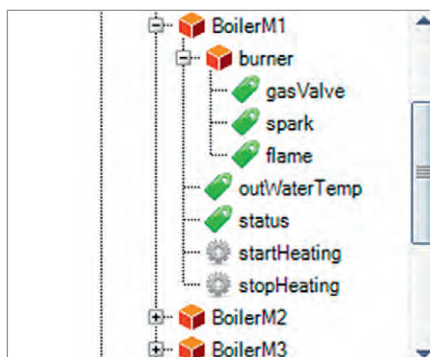 BoilerM1
burner
gasValve
spark
flame
outWaterTemp
status
startHeating
stopHeating
BoilerM2
BoilerM3